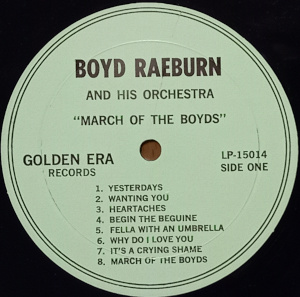 BOYD RAEBURN
AND HIS ORCHESTRA
"MARCH OF THE BOYDS"
GOLDEN ERA
RECORDS
LP-15014
SIDE ONE
1. YESTERDAYS
2. WANTING YOU
3. HEARTACHES
4. BEGIN THE BEGUINE
5. FELLA WITH AN UMBRELLA
6. WHY DO I LOVE YOU
7. IT'S A CRYING SHAME
8. MARCH OF THE BOYDS